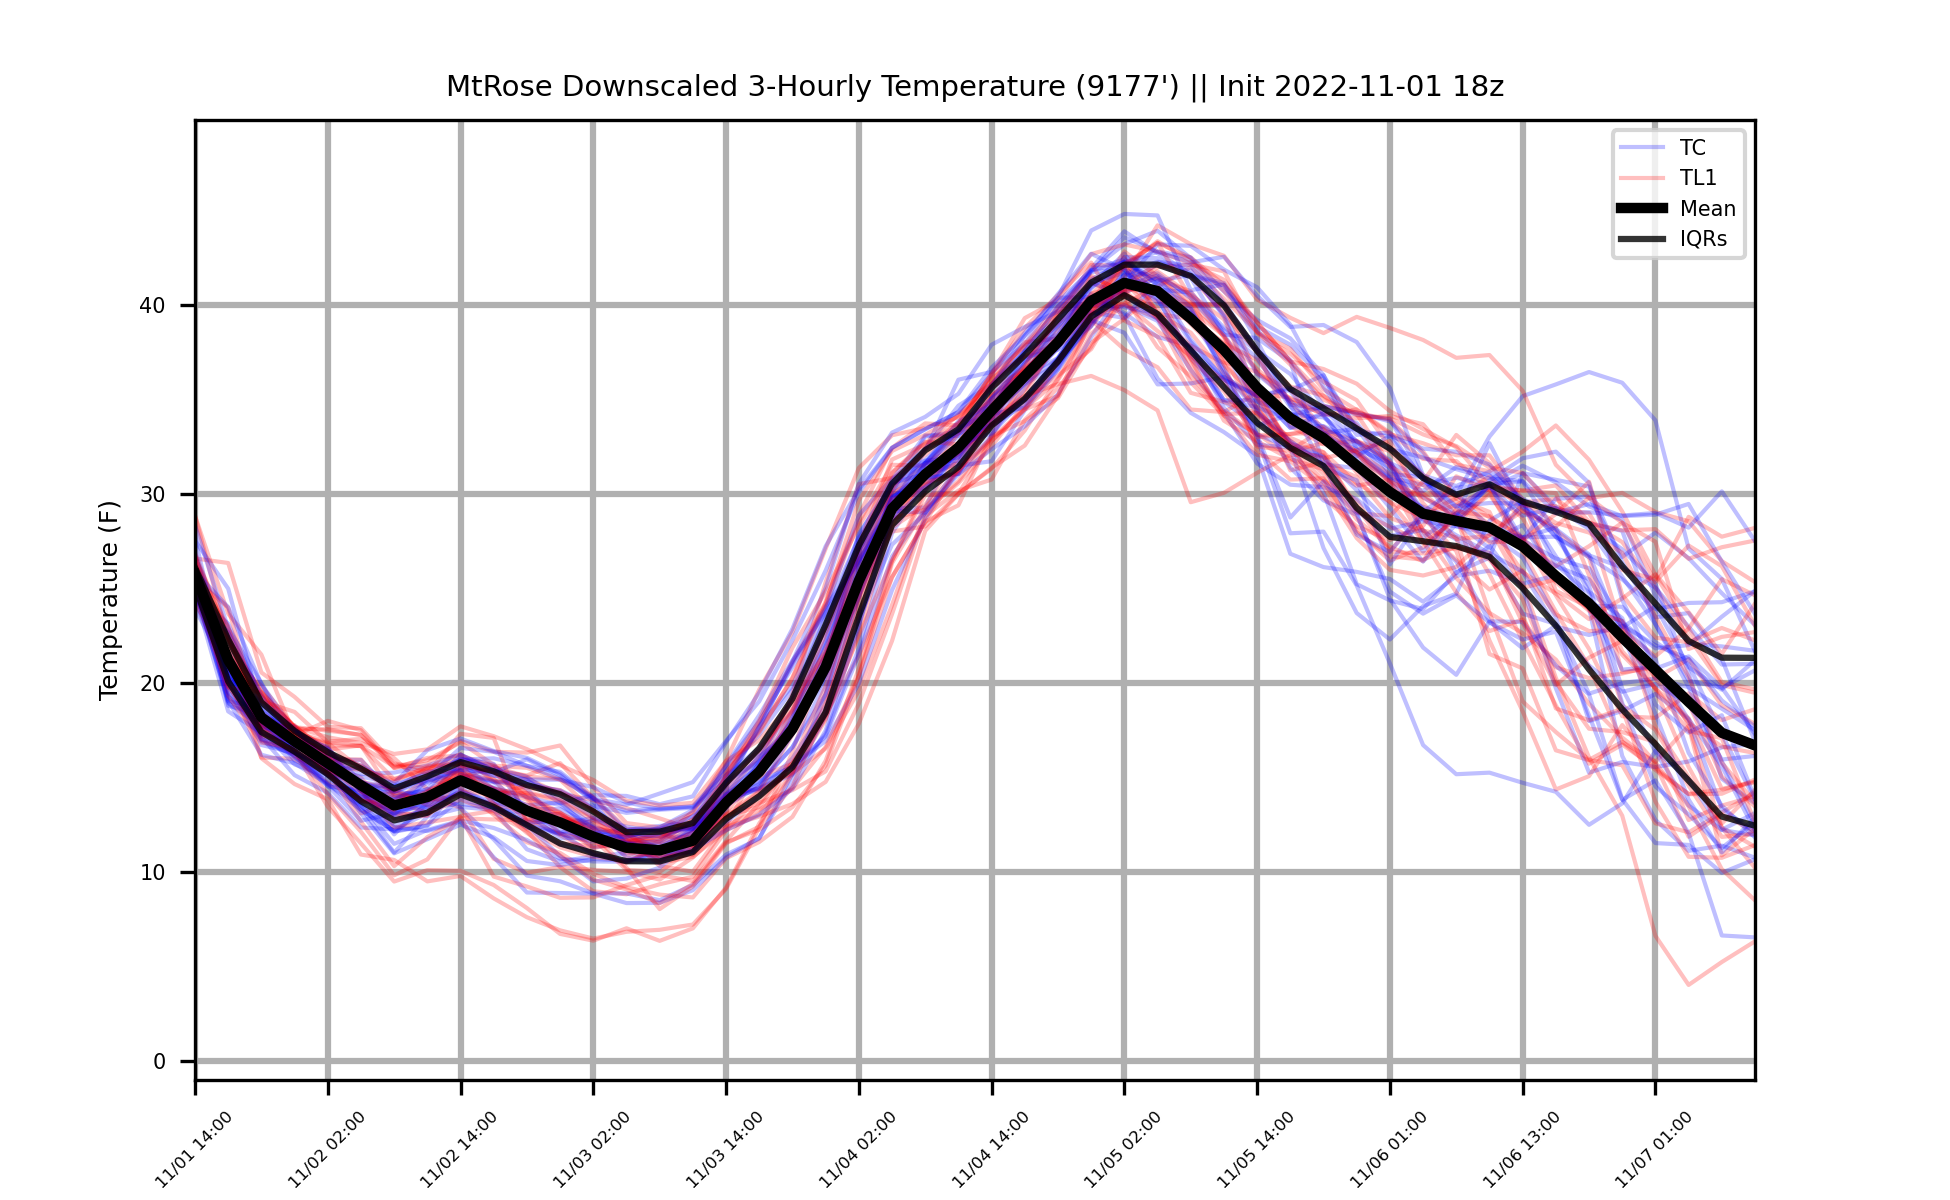 MtRose Downscaled 3-Hourly Temperature (9177') || Init 2022-11-01 18z
TC
TL1
Mean
IQRs
Temperature (F)
40
30
20
10
0
11/01 14:00
11/02 02:00
11/02 14:00
11/03 02:00
11/03 14:00
11/04 02:00
11/04 14:00
11/05 02:00
11/05 14:00
11/06 01:00
11/06 13:00
11/07 01:00